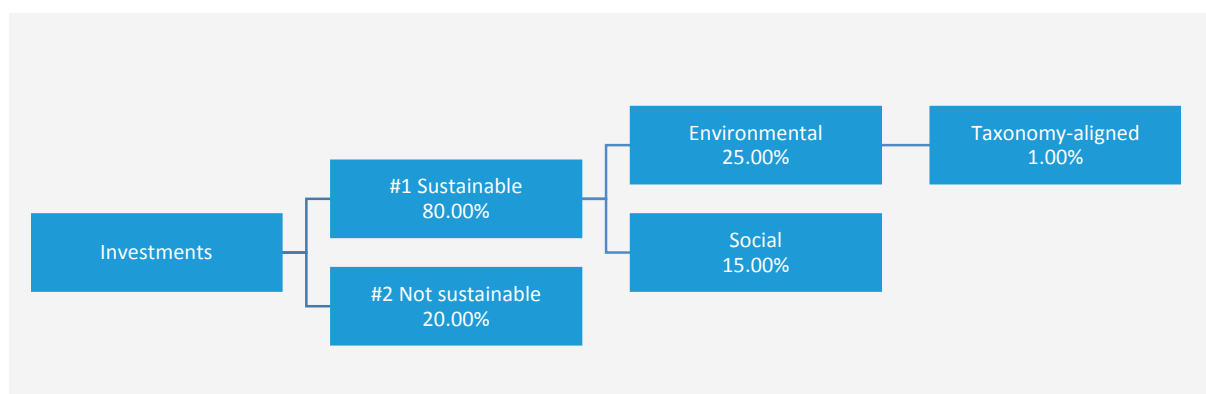 Investments
#1 Sustainable
80.00%
#2 Not sustainable
20.00%
Environmental
25.00%
Social
15.00%
Taxonomy-aligned
1.00%